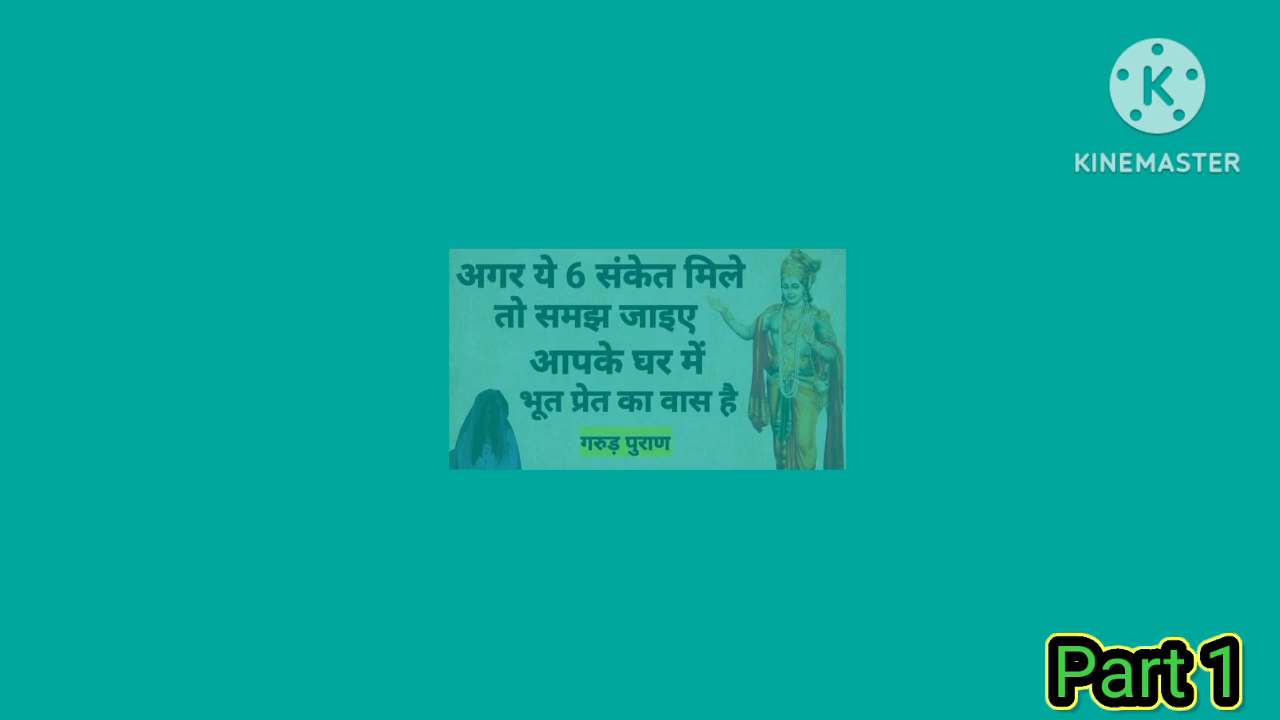 KINEMASTER
अगर ये 6 संकेत मिले
तो समझ जाइए
आपके घर में
भूत प्रेत का वास है
गरुड़ पुराण
Part 1